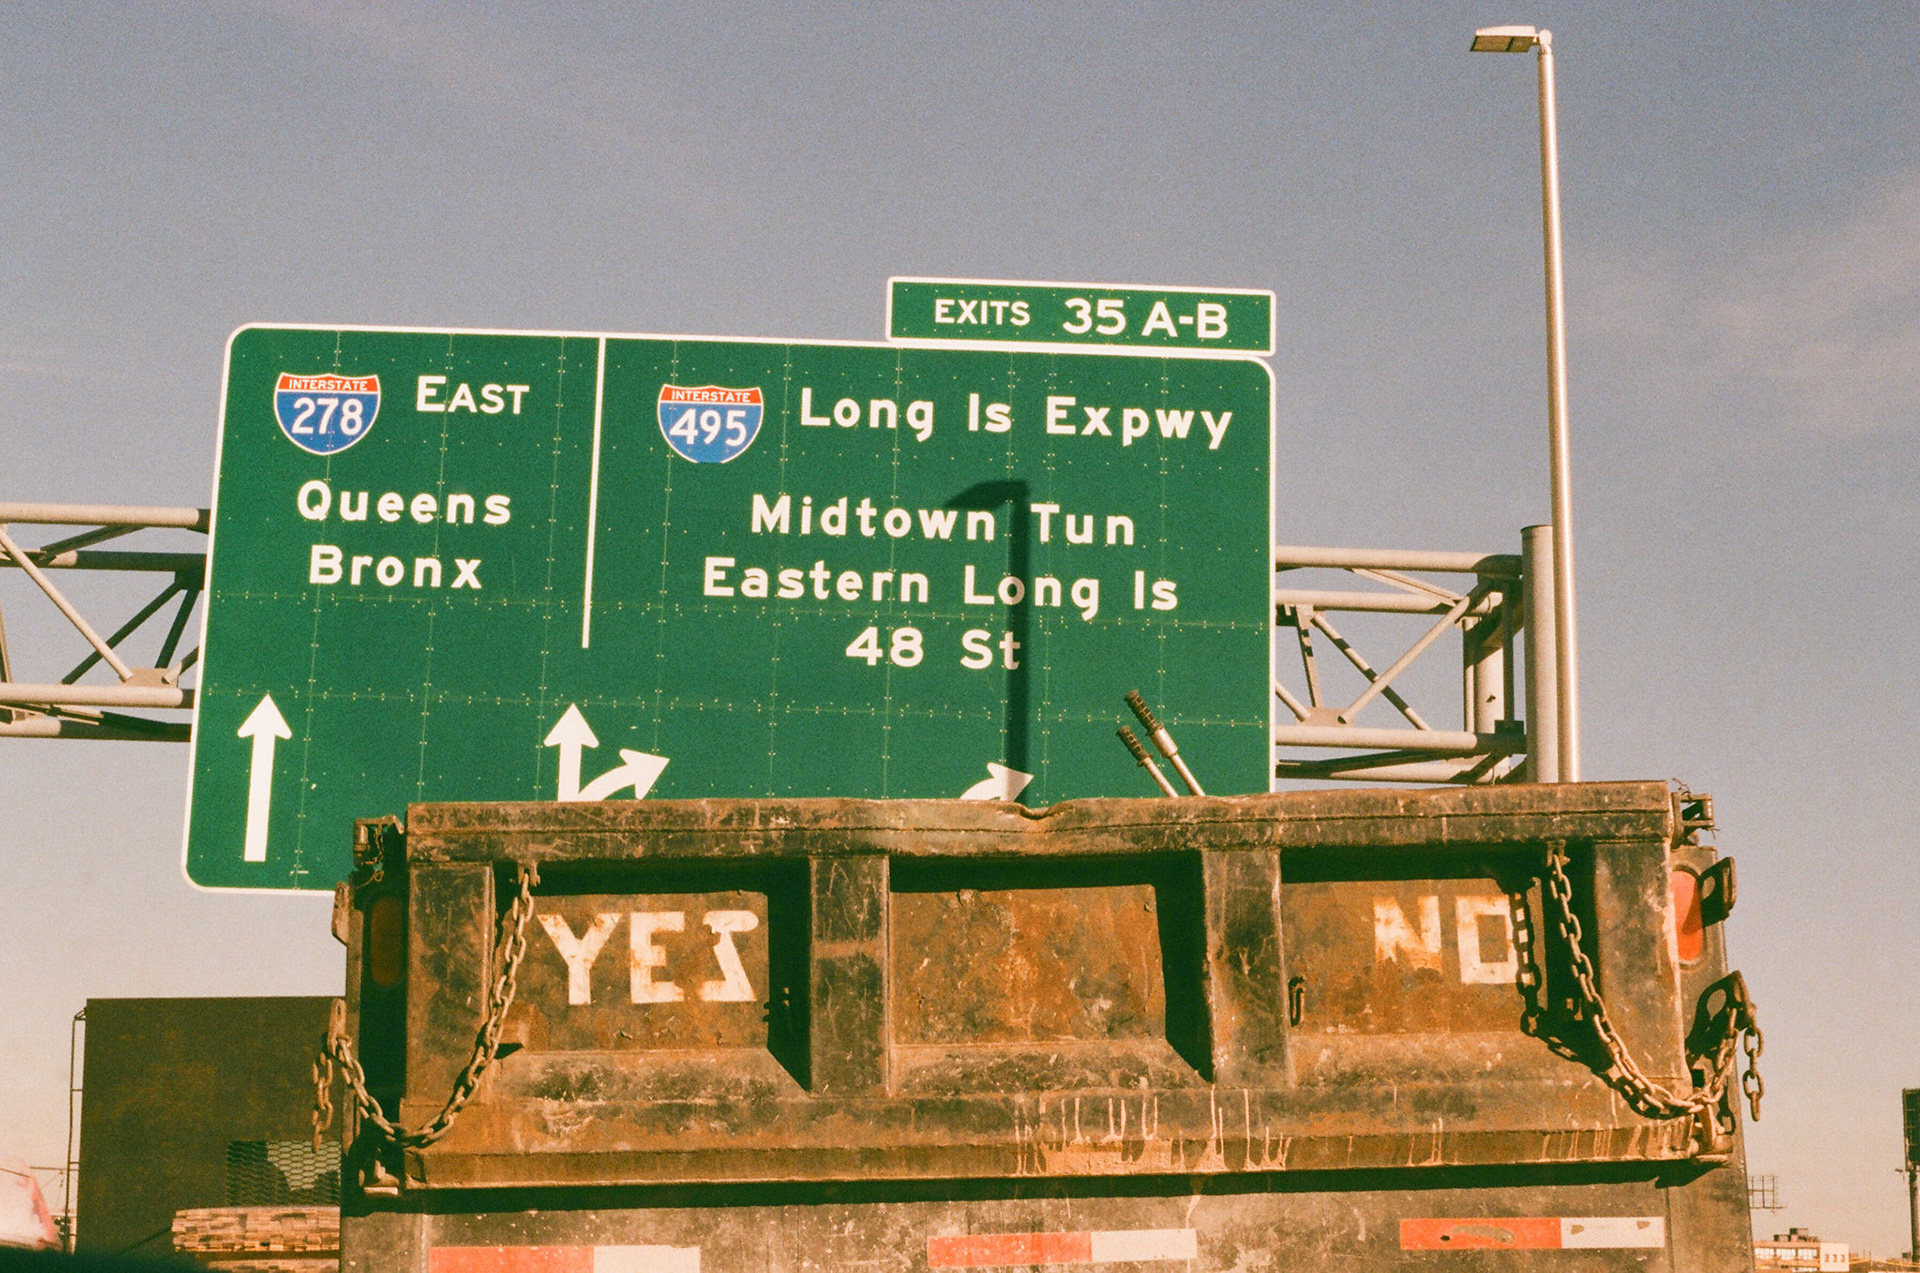 EXITS 35 A-B
INTERSTATE
278
EAST
Queens
Bronx
INTERSTATE
495
Long Is Expwy
Midtown Tun
Eastern Long Is
48 St
YES
NO